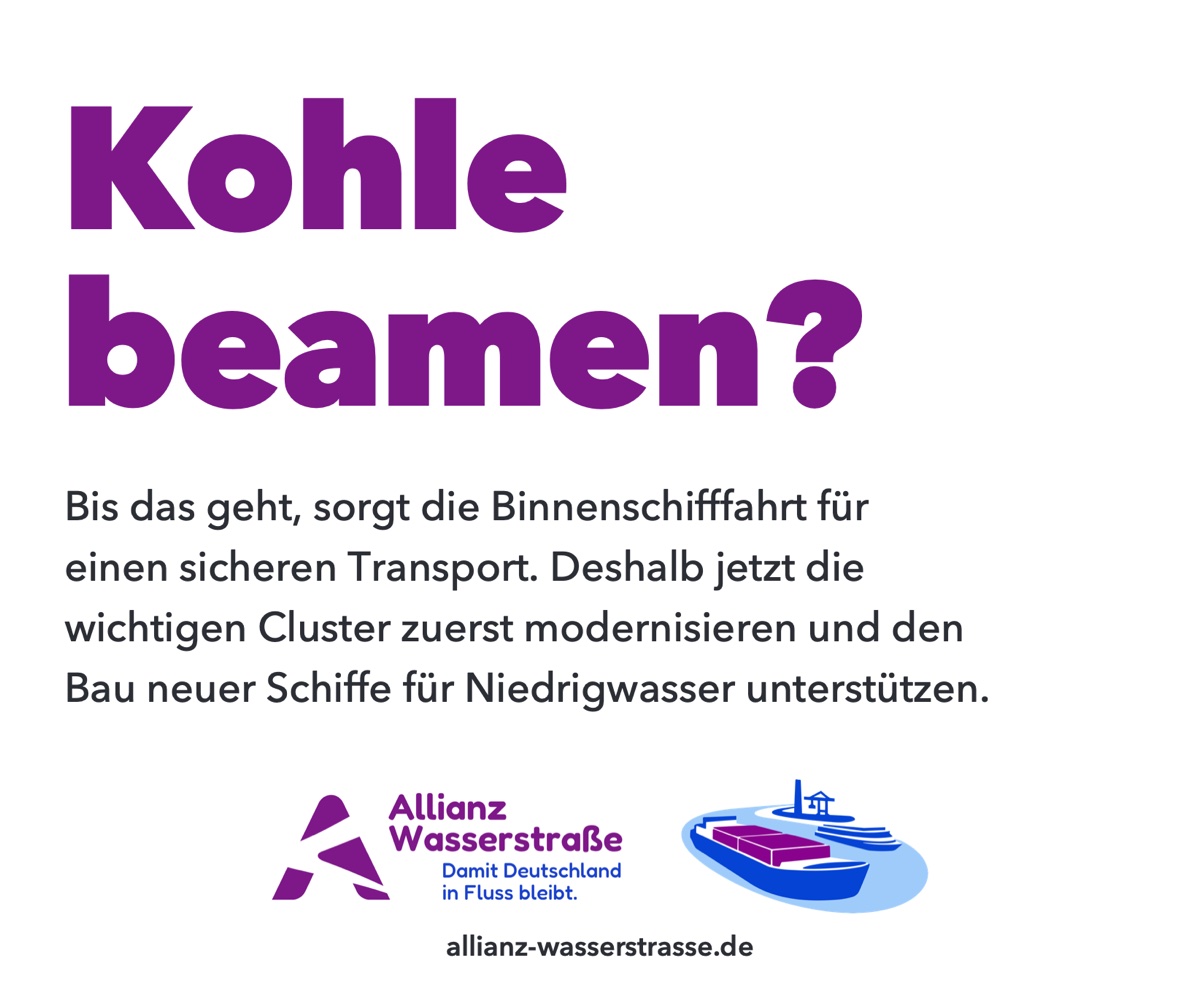 Kohle
beamen?
Bis das geht, sorgt die Binnenschifffahrt für
einen sicheren Transport. Deshalb jetzt die
wichtigen Cluster zuerst modernisieren und den
Bau neuer Schiffe für Niedrigwasser unterstützen.
Allianz
Wasserstraße
Damit Deutschland
in Fluss bleibt.
allianz-wasserstrasse.de